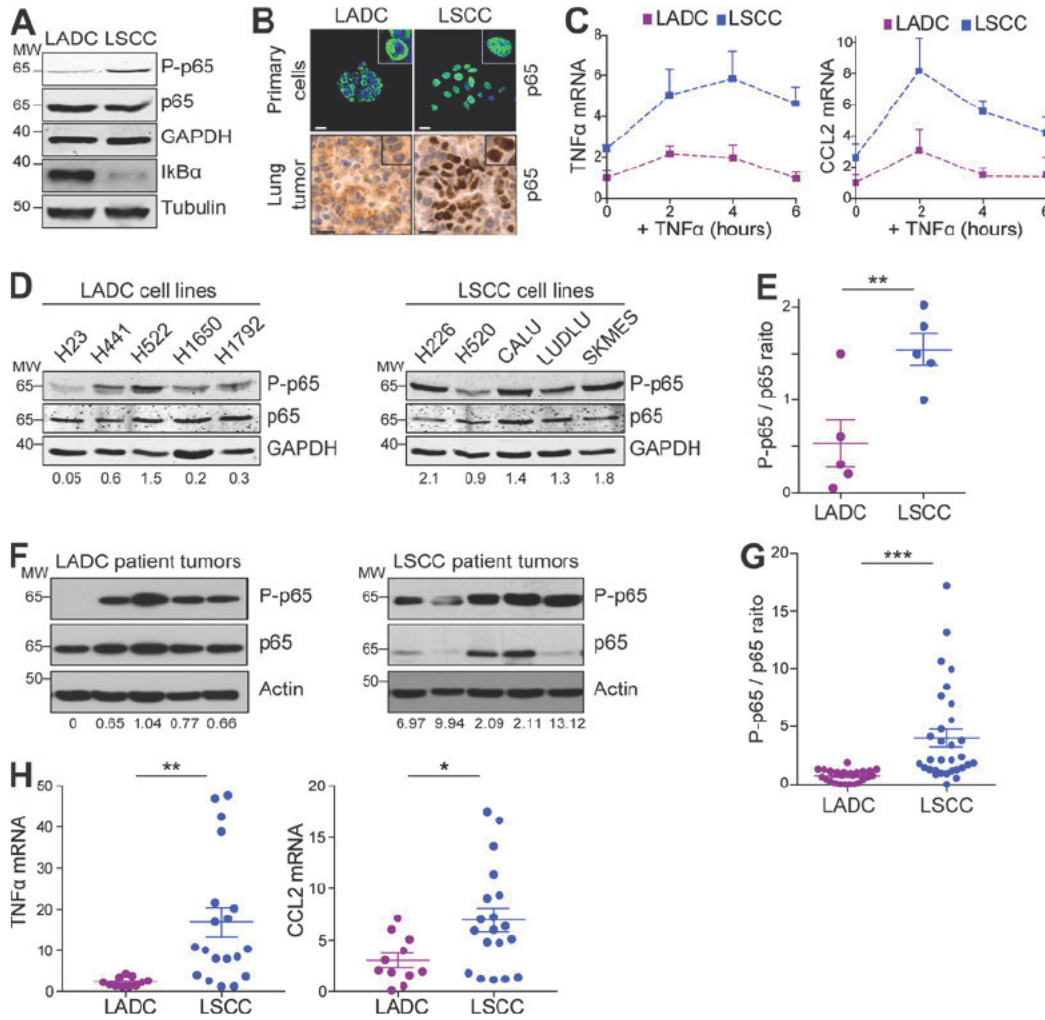 A
LADC LSCC
MW
65
P-p65
65
p65
40
GAPDH
40
IkBα
50
Tubulin
B
LADC LSCC
Primary cells
p65
Lung tumor
p65
C
LADC LSCC
TNFα mRNA
8
6
4
2
0
0 2 4 6
+ TNFα (hours)
LADC LSCC
CCL2 mRNA
10
8
6
4
2
0
0 2 4 6
+ TNFα (hours)
D
LADC cell lines
H23 H441 H522 H1650 H1792
MW
65
P-p65
65
p65
40
GAPDH
0.05 0.6 1.5 0.2 0.3
LSCC cell lines
H226 H520 CALU LUDLU SKMES
MW
65
P-p65
65
p65
40
GAPDH
2.1 0.9 1.4 1.3 1.8
E
**
P-p65 / p65 raito
2
1
0
LADC LSCC
F
LADC patient tumors
MW
65
P-p65
65
p65
50
Actin
0 0.65 1.04 0.77 0.66
LSCC patient tumors
MW
65
P-p65
65
p65
50
Actin
6.97 9.94 2.09 2.11 13.12
G
***
P-p65 / p65 raito
20
15
10
5
0
LADC LSCC
H
**
TNFα mRNA
50
40
30
20
10
0
LADC LSCC
*
CCL2 mRNA
20
15
10
5
0
LADC LSCC